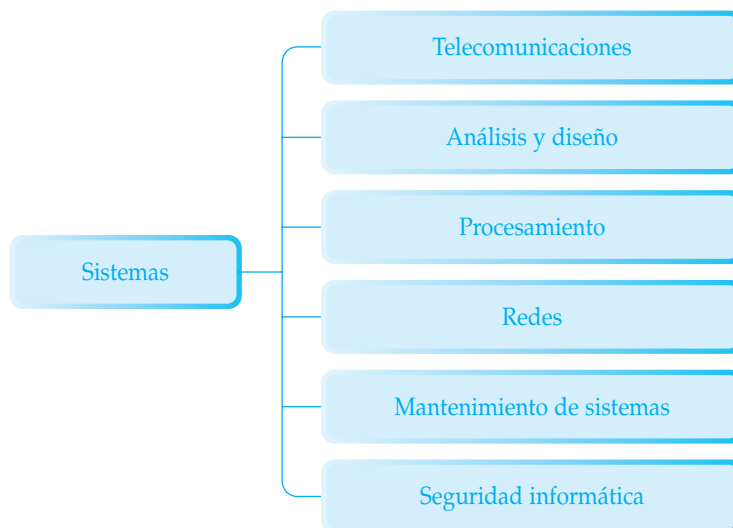 Telecomunicaciones
Análisis y diseño
Procesamiento
Sistemas
Redes
Mantenimiento de sistemas
Seguridad informática